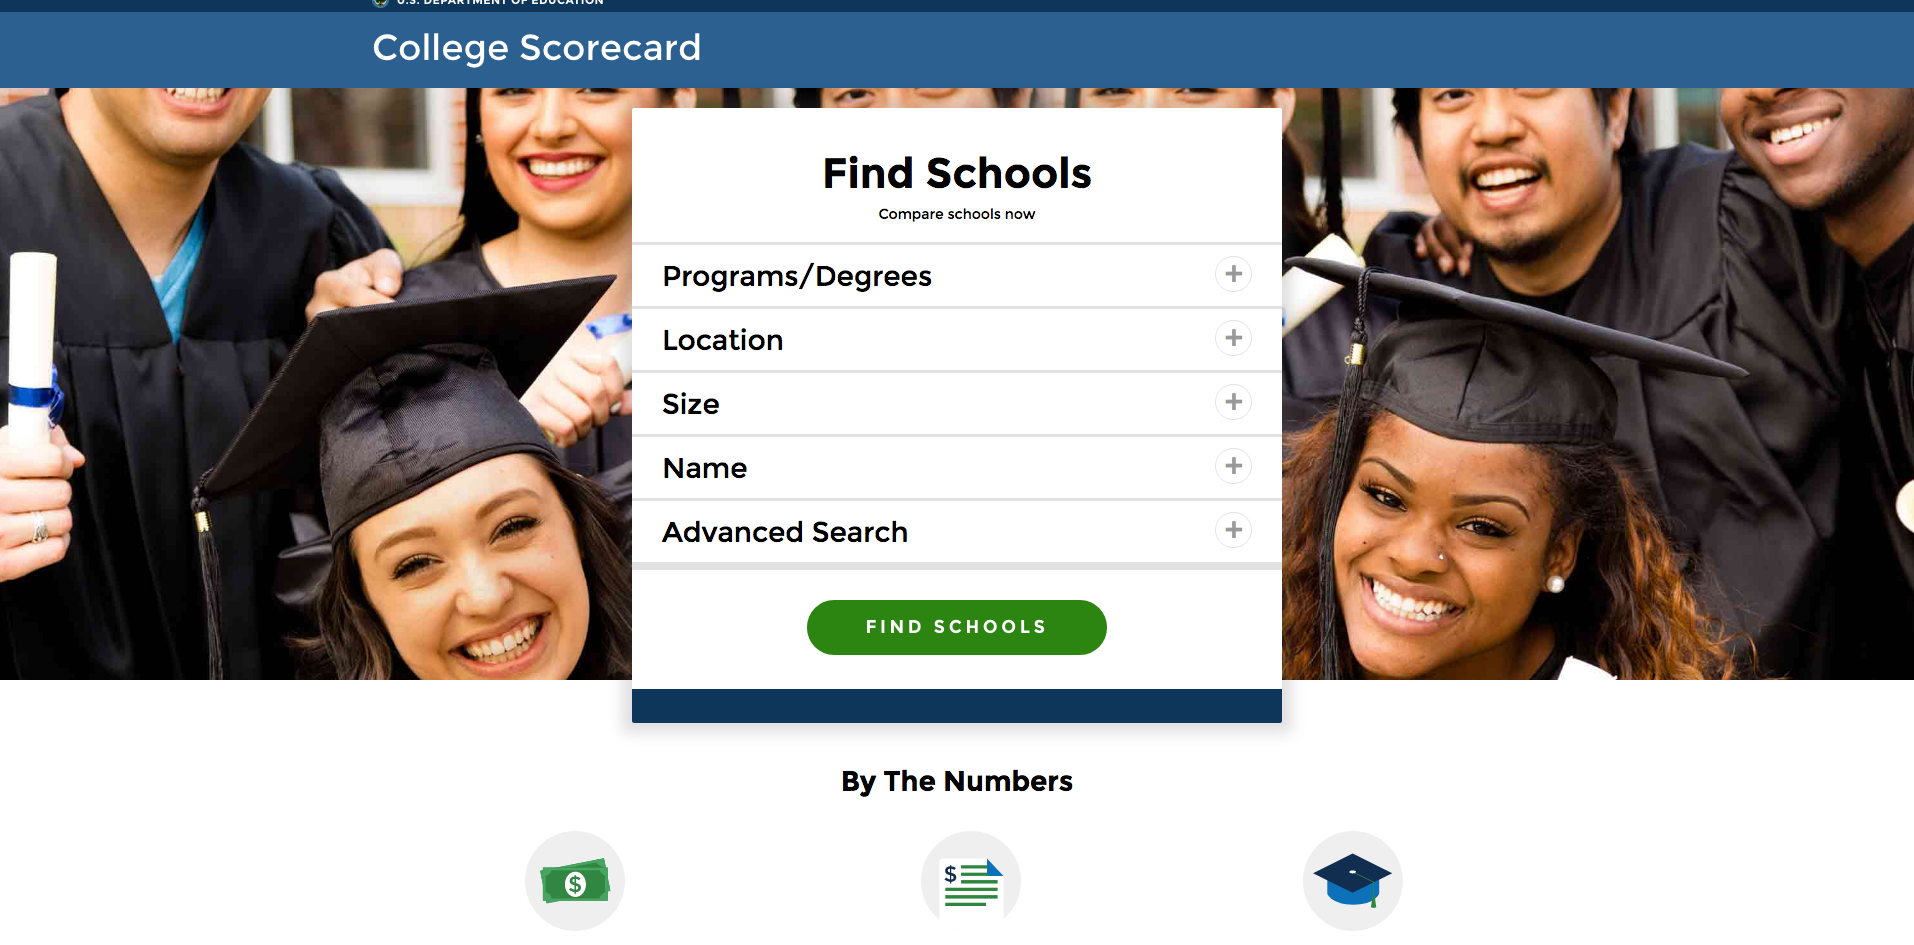 U.S. DEPARTMENT OF EDUCATION
College Scorecard
Find Schools
Compare schools now
Programs/Degrees
Location
Size
Name
Advanced Search
FIND SCHOOLS
By The Numbers
$
$